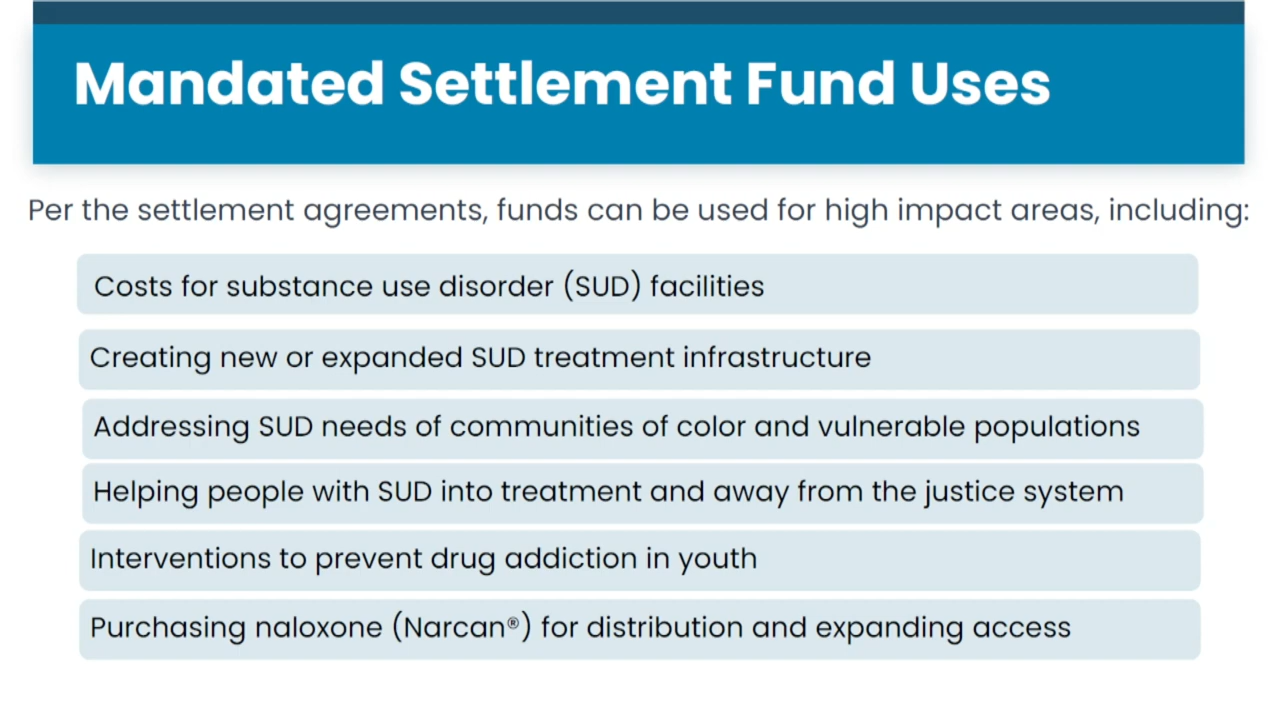 Mandated Settlement Fund Uses
Per the settlement agreements, funds can be used for high impact areas, including:
Costs for substance use disorder (SUD) facilities
Creating new or expanded SUD treatment infrastructure
Addressing SUD needs of communities of color and vulnerable populations
Helping people with SUD into treatment and away from the justice system
Interventions to prevent drug addiction in youth
Purchasing naloxone (Narcan®) for distribution and expanding access